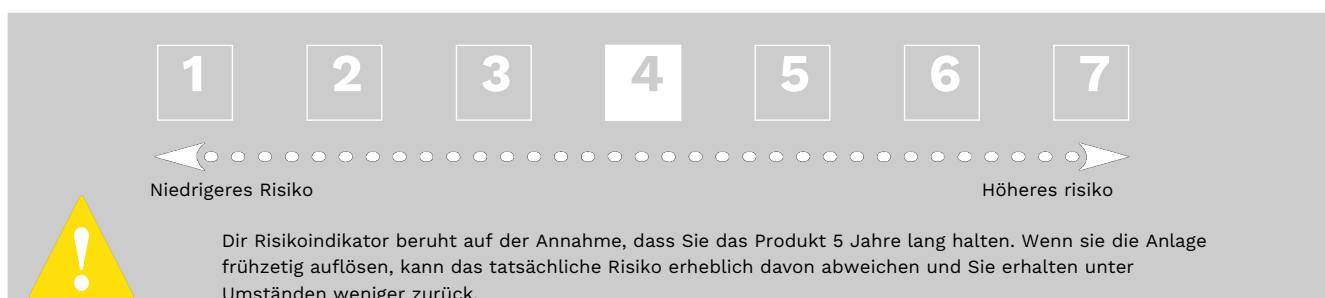 1 2 3 4 5 6 7
Niedrigeres Risiko Höheres risiko
!
Dir Risikoindikator beruht auf der Annahme, dass Sie das Produkt 5 Jahre lang halten. Wenn sie die Anlage
frühzetig auflösen, kann das tatsächliche Risiko erheblich davon abweichen und Sie erhalten unter
Umständen weniger zurück.